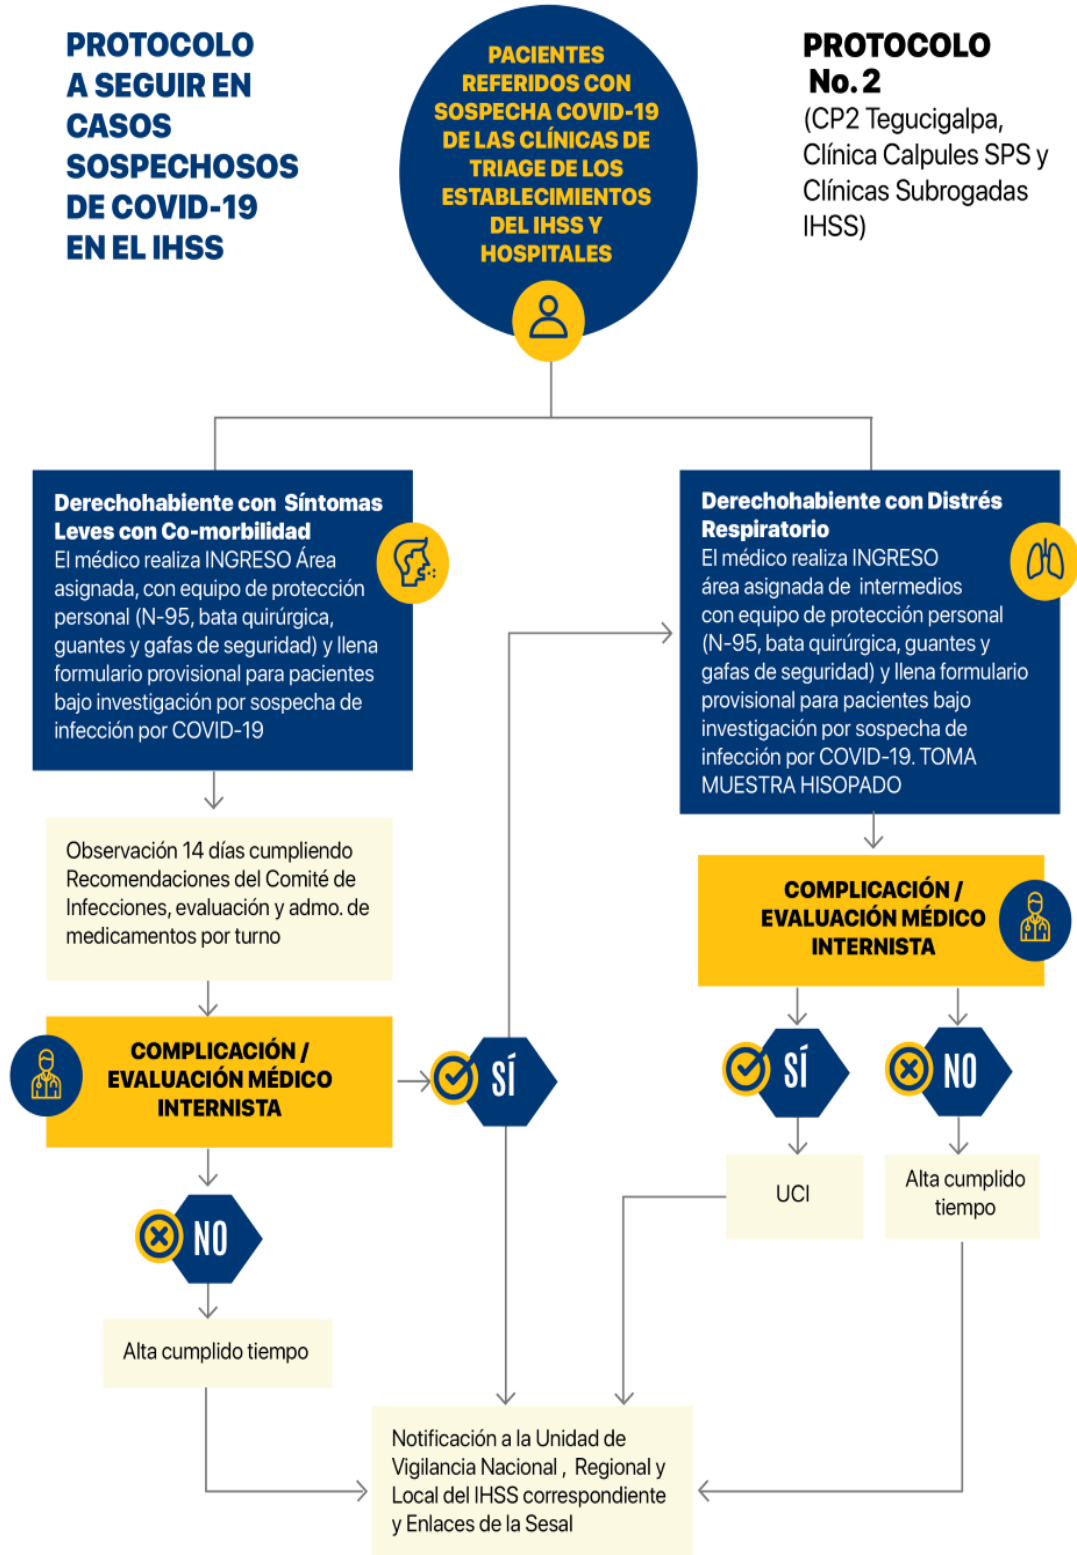 PROTOCOLO
A SEGUIR EN
CASOS
SOSPECHOSOS
DE COVID-19
EN EL IHSS
PACIENTES
REFERIDOS CON
SOSPECHA COVID-19
DE LAS CLÍNICAS DE
TRIAGE DE LOS
ESTABLECIMIENTOS
DEL IHSS Y
HOSPITALES
PROTOCOLO
No. 2
(CP2 Tegucigalpa,
Clínica Calpules SPS y
Clínicas Subrogadas
IHSS)
Derechohabiente con Síntomas
Leves con Co-morbilidad
El médico realiza INGRESO Área
asignada, con equipo de protección
personal (N-95, bata quirúrgica,
guantes y gafas de seguridad) y llena
formulario provisional para pacientes
bajo investigación por sospecha de
infección por COVID-19
Derechohabiente con Distrés
Respiratorio
El médico realiza INGRESO
área asignada de intermedios
con equipo de protección personal
(N-95, bata quirúrgica, guantes y
gafas de seguridad) y llena formulario
provisional para pacientes bajo
investigación por sospecha de
infección por COVID-19. TOMA
MUESTRA HISOPADO
Observación 14 días cumpliendo
Recomendaciones del Comité de
Infecciones, evaluación y admo. de
medicamentos por turno
COMPLICACIÓN /
EVALUACIÓN MÉDICO
INTERNISTA
COMPLICACIÓN /
EVALUACIÓN MÉDICO
INTERNISTA
SÍ
SÍ
NO
UCI
Alta cumplido
tiempo
NO
Alta cumplido tiempo
Notificación a la Unidad de
Vigilancia Nacional , Regional y
Local del IHSS correspondiente
y Enlaces de la Sesal